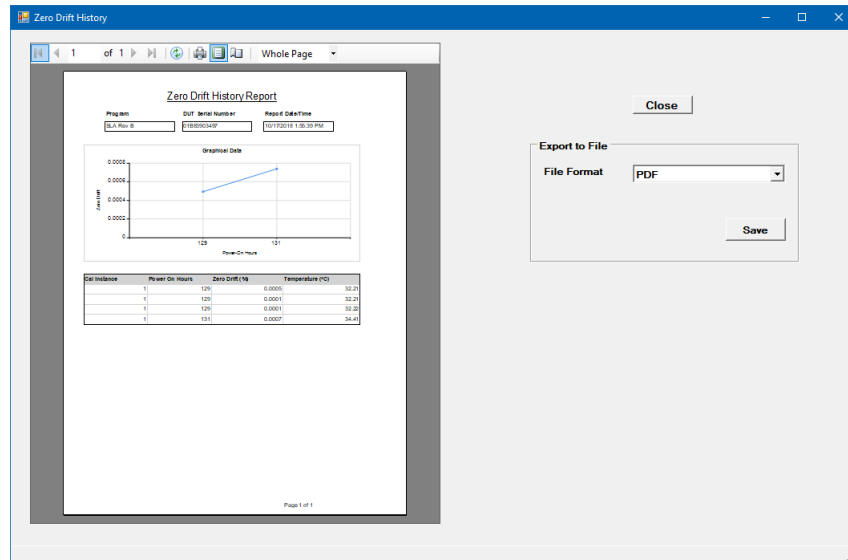 Zero Drift History
1 of 1 Whole Page
Zero Drift History Report
Program DUT Serial Number Report Date/Time
SLA Rev B 10/17/2018 1:56:39 PM
Graphical Data
0.0008
0.0006
0.0004
0.0002
0
Zero Drift
129 131
Power-On Hours
Cal Instance Power On Hours Zero Drift (%) Temperature (°C)
1 129 0.0005 32.21
1 129 0.0001 32.21
1 129 0.0001 32.22
1 131 0.0007 34.41
Page 1 of 1
Close
Export to File
File Format PDF
Save